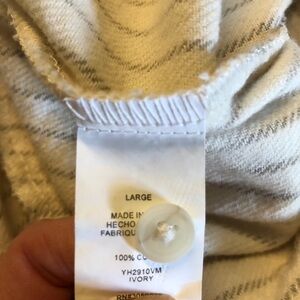 LARGE
MADE IN
HECHO
FABRIQU
100% CO
YH2910VM
IVORY